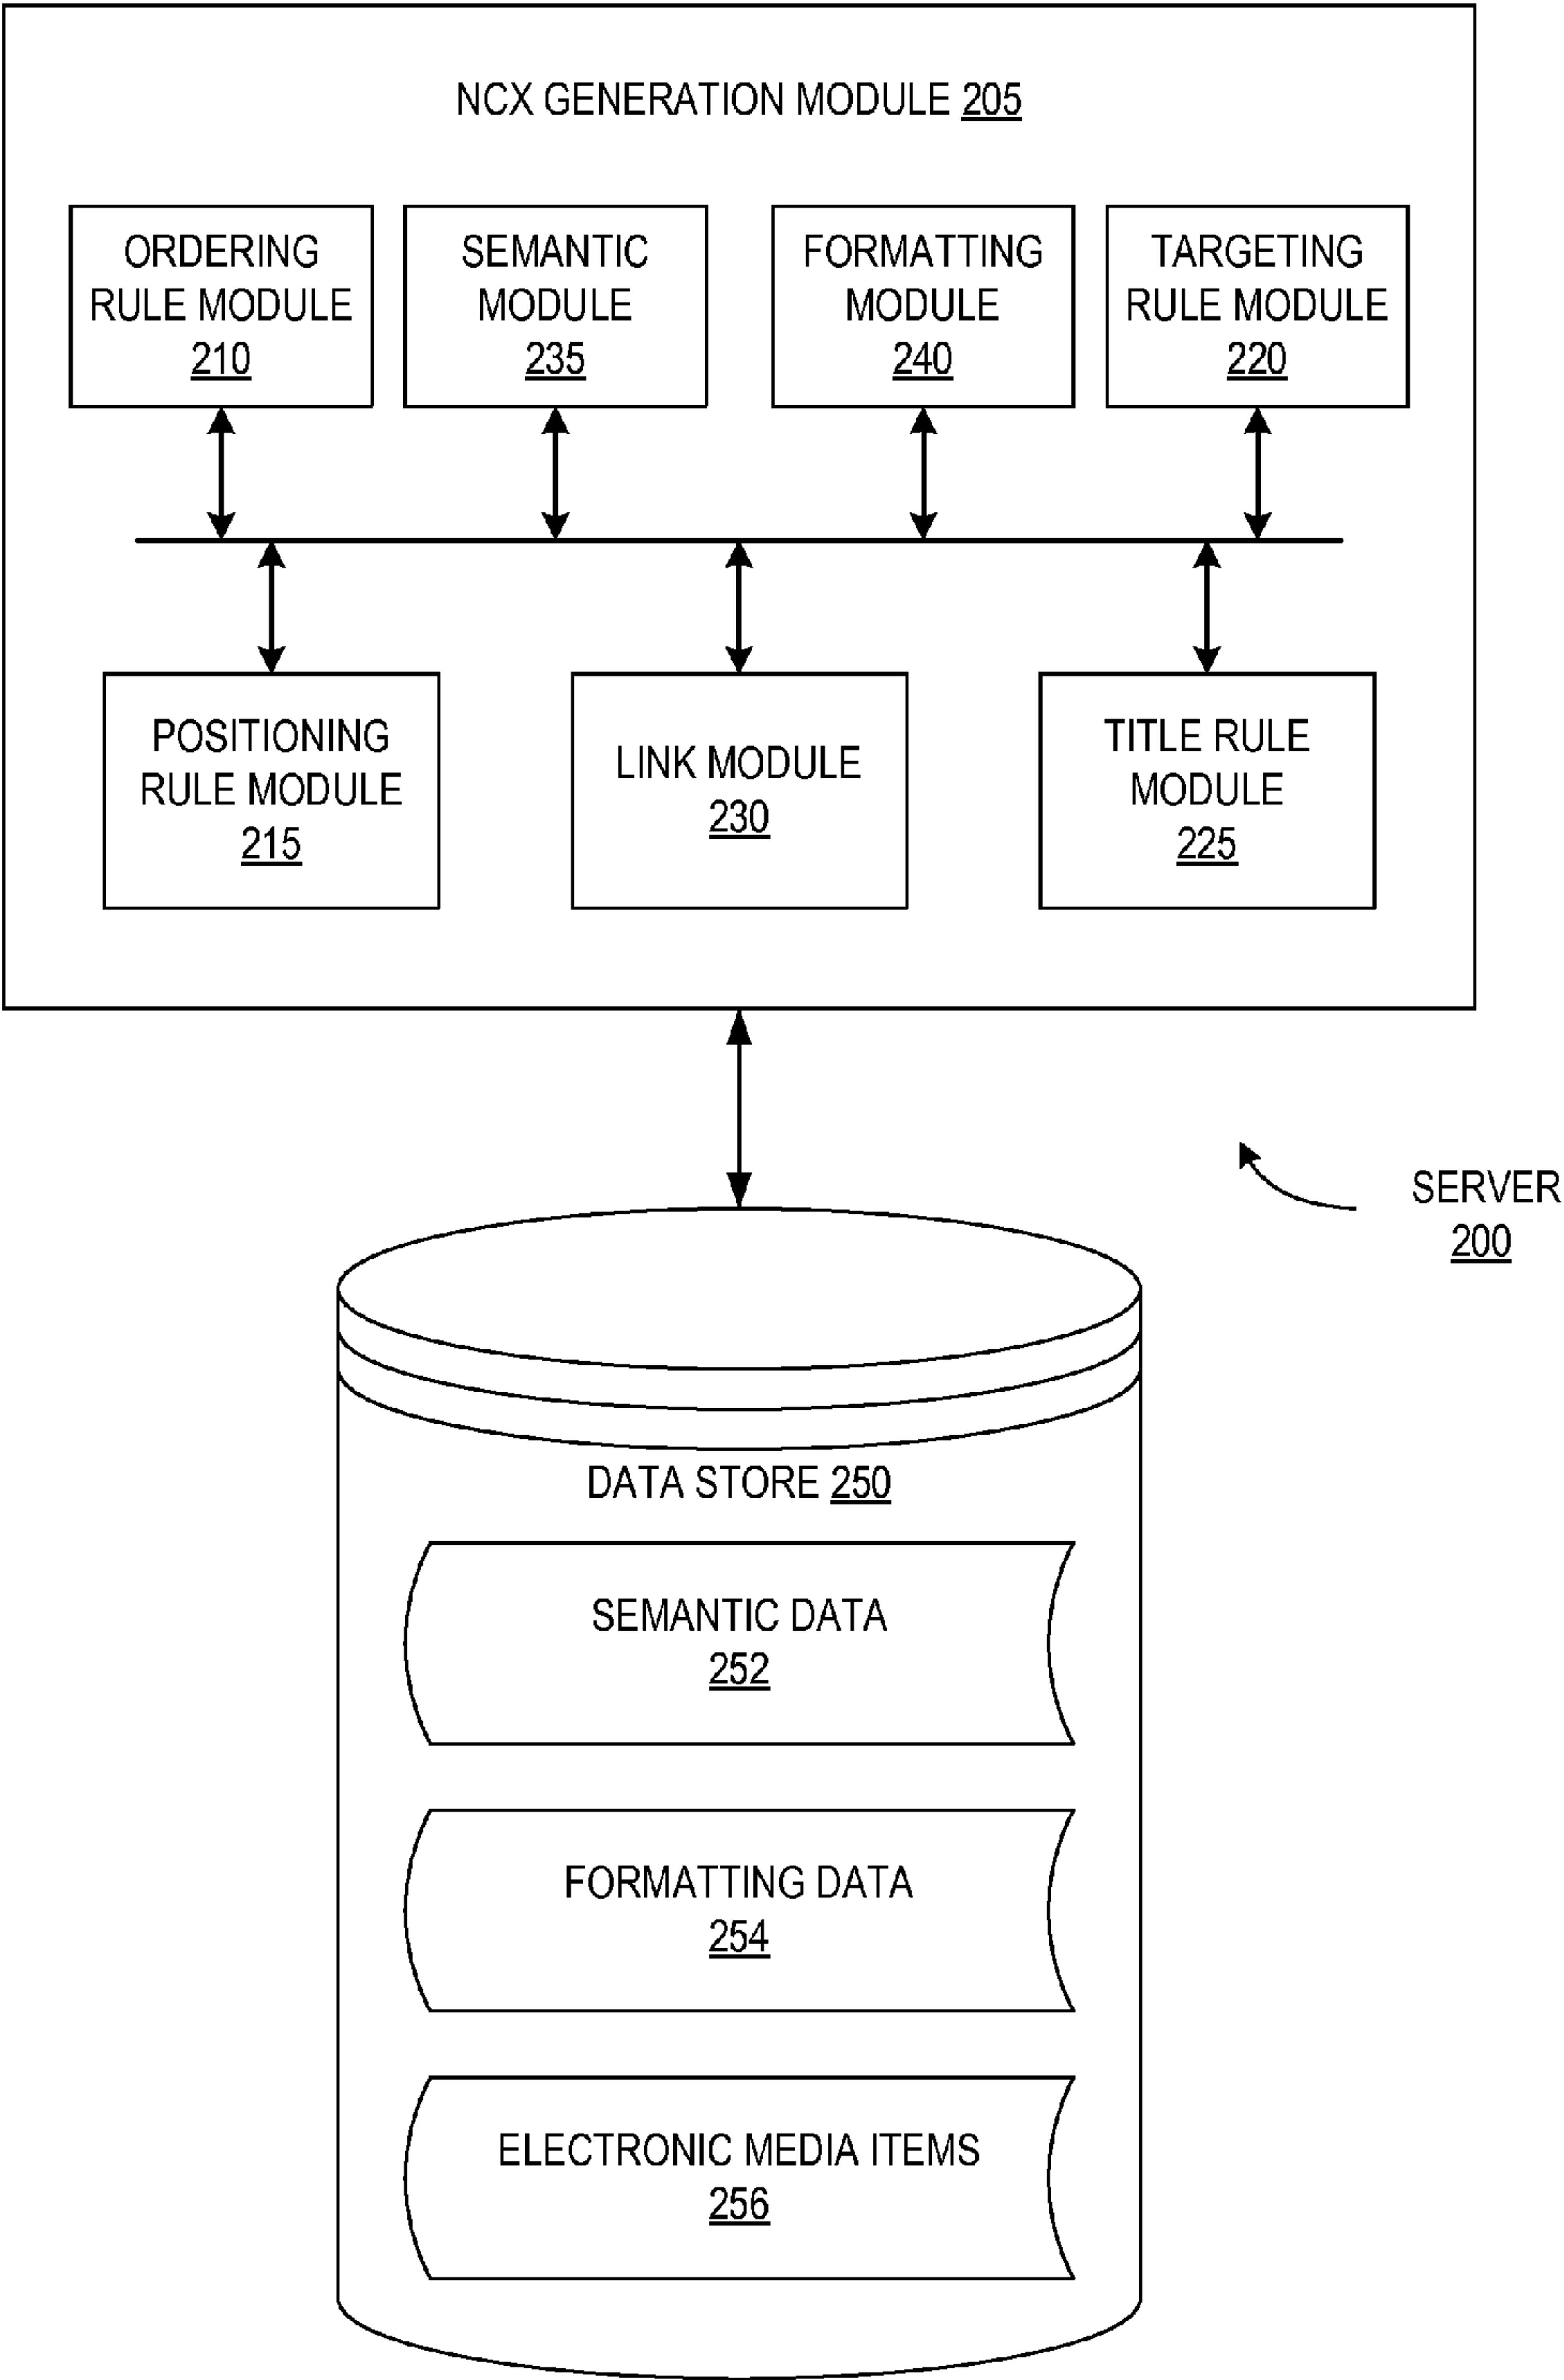 NCX GENERATION MODULE 205
ORDERING
RULE MODULE
210
SEMANTIC
MODULE
235
FORMATTING
MODULE
240
TARGETING
RULE MODULE
220
POSITIONING
RULE MODULE
215
LINK MODULE
230
TITLE RULE
MODULE
225
SERVER
200
DATA STORE 250
SEMANTIC DATA
252
FORMATTING DATA
254
ELECTRONIC MEDIA ITEMS
256